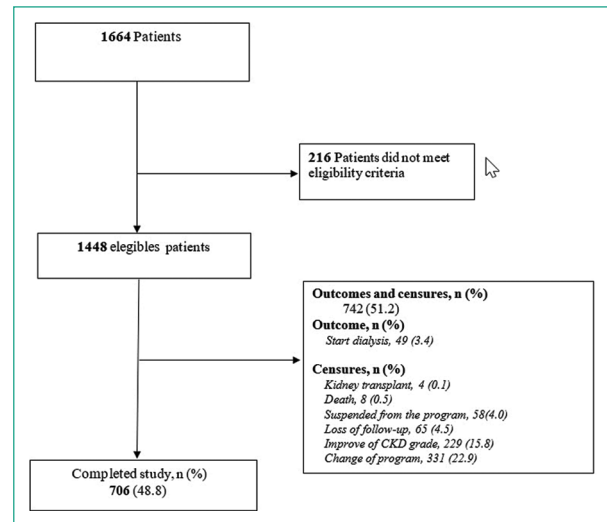 1664 Patients
216 Patients did not meet
eligibility criteria
1448 elegibles patients
Outcomes and censures, n (%)
742 (51.2)
Outcome, n (%)
Start dialysis, 49 (3.4)
Censures, n (%)
Kidney transplant, 4 (0.1)
Death, 8 (0.5)
Suspended from the program, 58(4.0)
Loss of follow-up, 65 (4.5)
Improve of CKD grade, 229 (15.8)
Change of program, 331 (22.9)
Completed study, n (%)
706 (48.8)